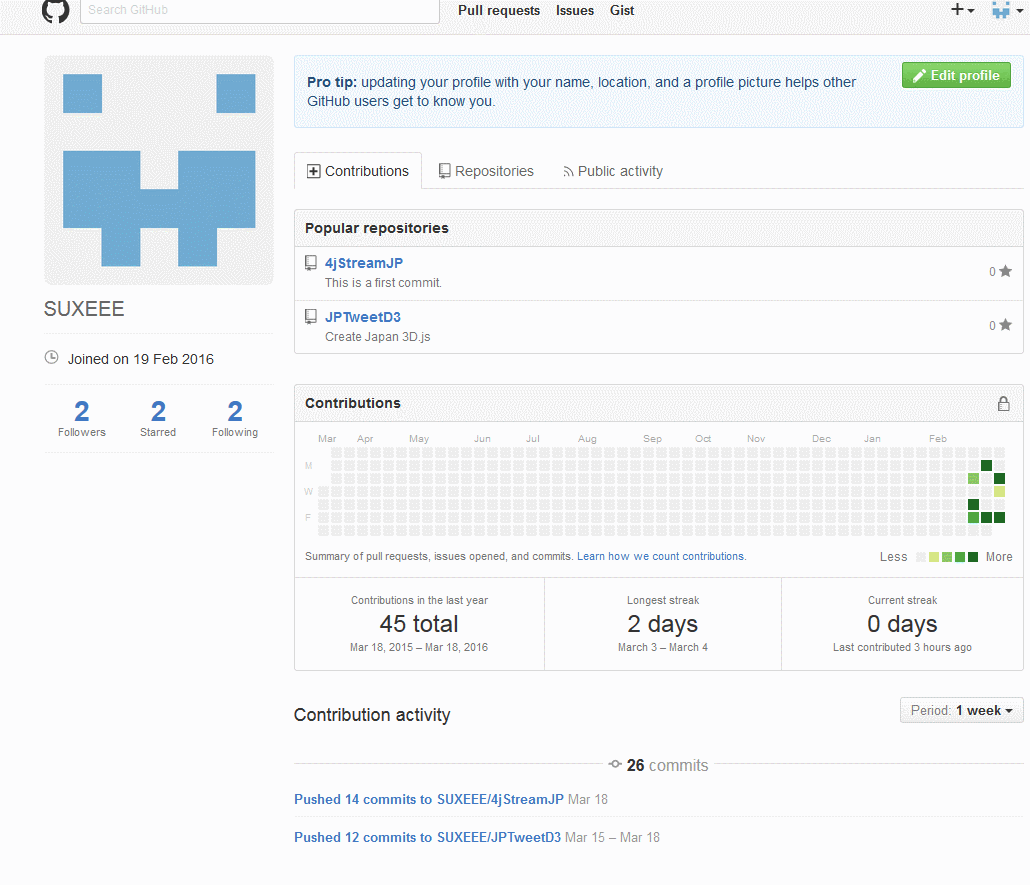 Search GitHub
Pull requests Issues Gist
Pro tip: updating your profile with your name, location, and a profile picture helps other
GitHub users get to know you.
Edit profile
Contributions Repositories Public activity
SUXEEE
Joined on 19 Feb 2016
2 2 2
Followers Starred Following
Popular repositories
4jStreamJP
This is a first commit.
0
JPTweetD3
Create Japan 3D.js
0
Contributions
Mar Apr May Jun Jul Aug Sep Oct Nov Dec Jan Feb
M
W
F
Summary of pull requests, issues opened, and commits. Learn how we count contributions.
Less More
Contributions in the last year
45 total
Mar 18, 2015 – Mar 18, 2016
Longest streak
2 days
March 3 – March 4
Current streak
0 days
Last contributed 3 hours ago
Contribution activity
Period: 1 week
26 commits
Pushed 14 commits to SUXEEE/4jStreamJP Mar 18
Pushed 12 commits to SUXEEE/JPTweetD3 Mar 15 – Mar 18